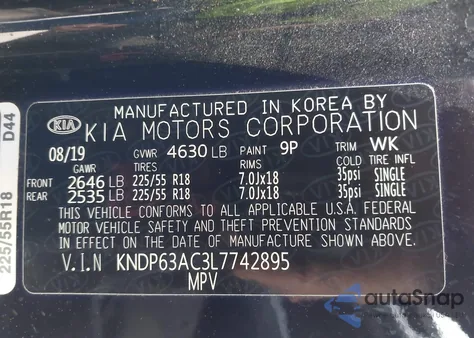 MANUFACTURED IN KOREA BY
KIA KIA MOTORS CORPORATION
08/19 GVWR 4630 LB PAINT 9P TRIM WK
GAWR TIRES RIMS COLD TIRE INFL
FRONT 2646 LB 225/55 R18 7.0Jx18 35psi SINGLE
REAR 2535 LB 225/55 R18 7.0Jx18 35psi SINGLE
THIS VEHICLE CONFORMS TO ALL APPLICABLE U.S.A. FEDERAL
MOTOR VEHICLE SAFETY AND THEFT PREVENTION STANDARDS
IN EFFECT ON THE DATE OF MANUFACTURE SHOWN ABOVE.
V.I.N KNDP63AC3L7742895
MPV
225/55R18 D44
autoSnap